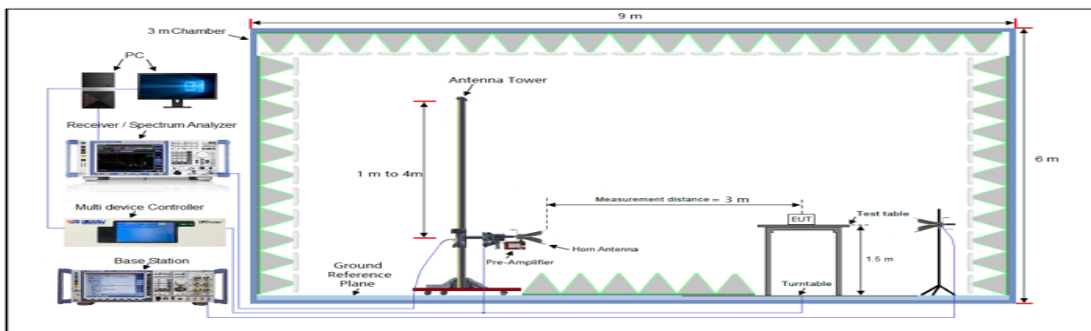 9 m
3 m Chamber
PC
Antenna Tower
Receiver / Spectrum Analyzer
1 m to 4m
6 m
Measurement distance = 3 m
Multi device Controller
EUT
Test table
Horn Antenna
Pre-Amplifier
Base Station
1.5 m
Ground
Reference
Plane
Turntable